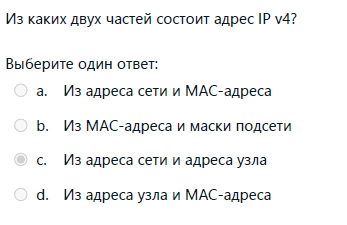 Из каких двух частей состоит адрес IP v4?
Выберите один ответ:
a. Из адреса сети и MAC-адреса
b. Из MAC-адреса и маски подсети
c. Из адреса сети и адреса узла
d. Из адреса узла и MAC-адреса